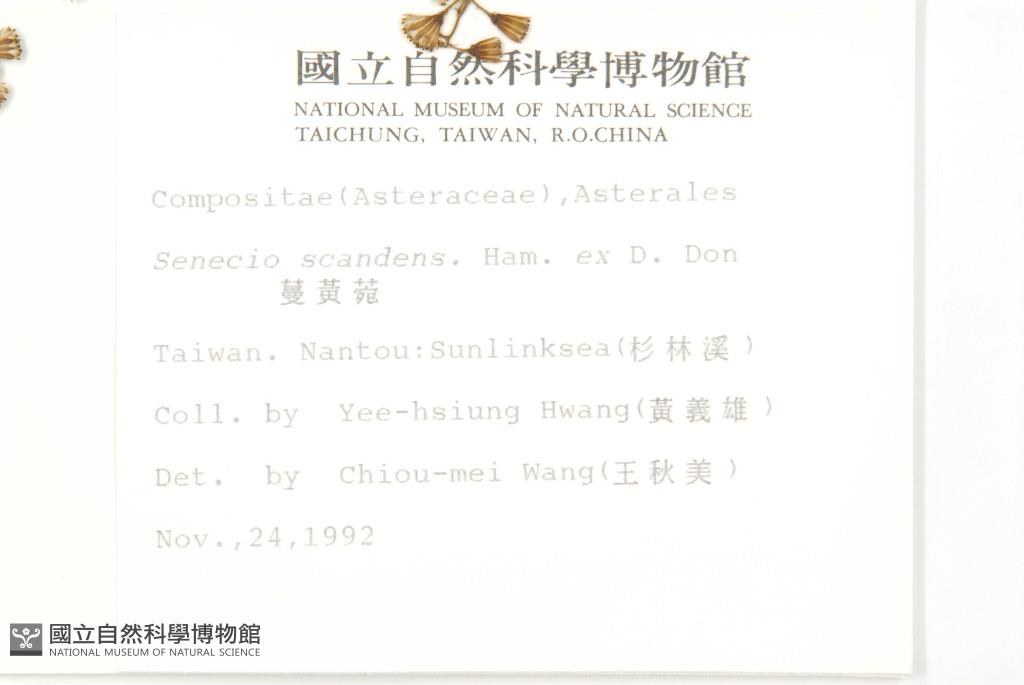 國立自然科學博物館
NATIONAL MUSEUM OF NATURAL SCIENCE
TAICHUNG, TAIWAN, R.O.CHINA
Compositae(Asteraceae),Asterales
Senecio scandens. Ham. ex D. Don
蔓黃菀
Taiwan. Nantou:Sunlinksea(杉林溪)
Coll. by Yee-hsiung Hwang(黃義雄)
Det. by Chiou-mei Wang(王秋美)
Nov.,24,1992
國立自然科學博物館
NATIONAL MUSEUM OF NATURAL SCIENCE